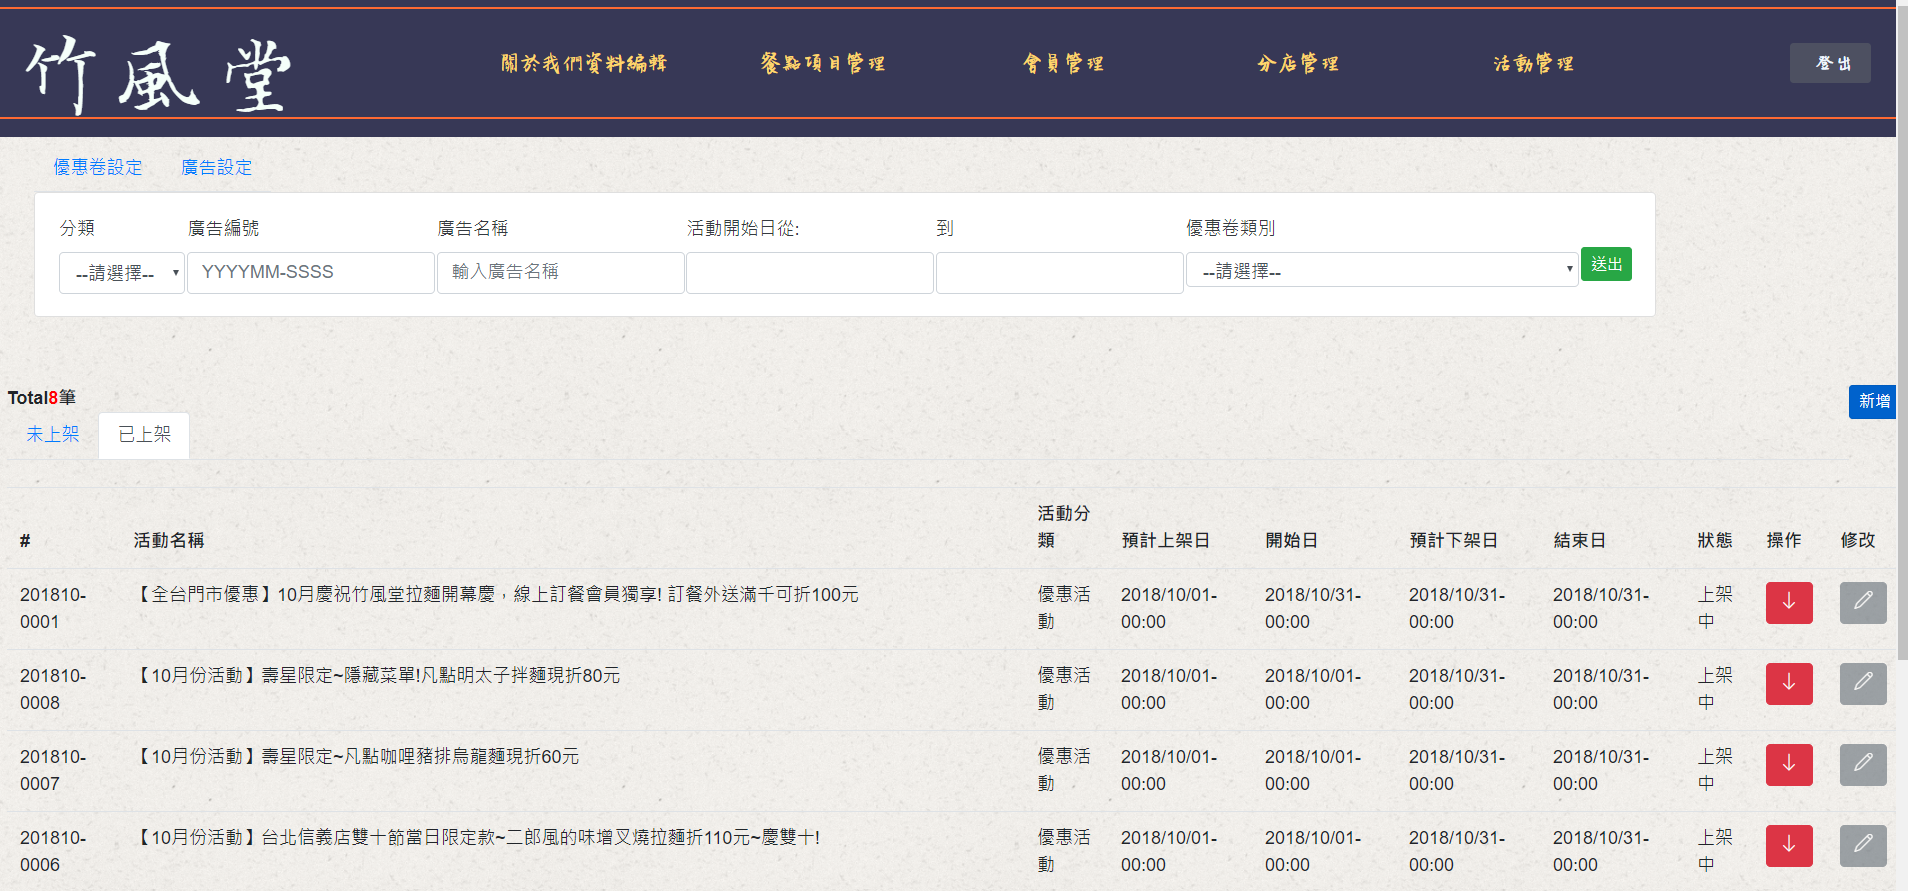 竹風堂
關於我們資料編輯 餐點項目管理 會員管理 分店管理 活動管理 登出
優惠卷設定 廣告設定
分類 廣告編號 廣告名稱 活動開始日從: 到 優惠卷類別
--請選擇-- YYYYMM-SSSS 輸入廣告名稱 --請選擇-- 送出
Total8筆 新增
未上架 已上架
# 活動名稱 活動分類 預計上架日 開始日 預計下架日 結束日 狀態 操作 修改
201810-0001 【全台門市優惠】10月慶祝竹風堂拉麵開幕慶，線上訂餐會員獨享! 訂餐外送滿千可折100元 優惠活動 2018/10/01-00:00 2018/10/31-00:00 2018/10/31-00:00 2018/10/31-00:00 上架中
201810-0008 【10月份活動】壽星限定~隱藏菜單!凡點明太子拌麵現折80元 優惠活動 2018/10/01-00:00 2018/10/01-00:00 2018/10/31-00:00 2018/10/31-00:00 上架中
201810-0007 【10月份活動】壽星限定~凡點咖哩豬排烏龍麵現折60元 優惠活動 2018/10/01-00:00 2018/10/01-00:00 2018/10/31-00:00 2018/10/31-00:00 上架中
201810-0006 【10月份活動】台北信義店雙十節當日限定款~二郎風的味增叉燒拉麵折110元~慶雙十! 優惠活動 2018/10/01-00:00 2018/10/01-00:00 2018/10/31-00:00 2018/10/31-00:00 上架中